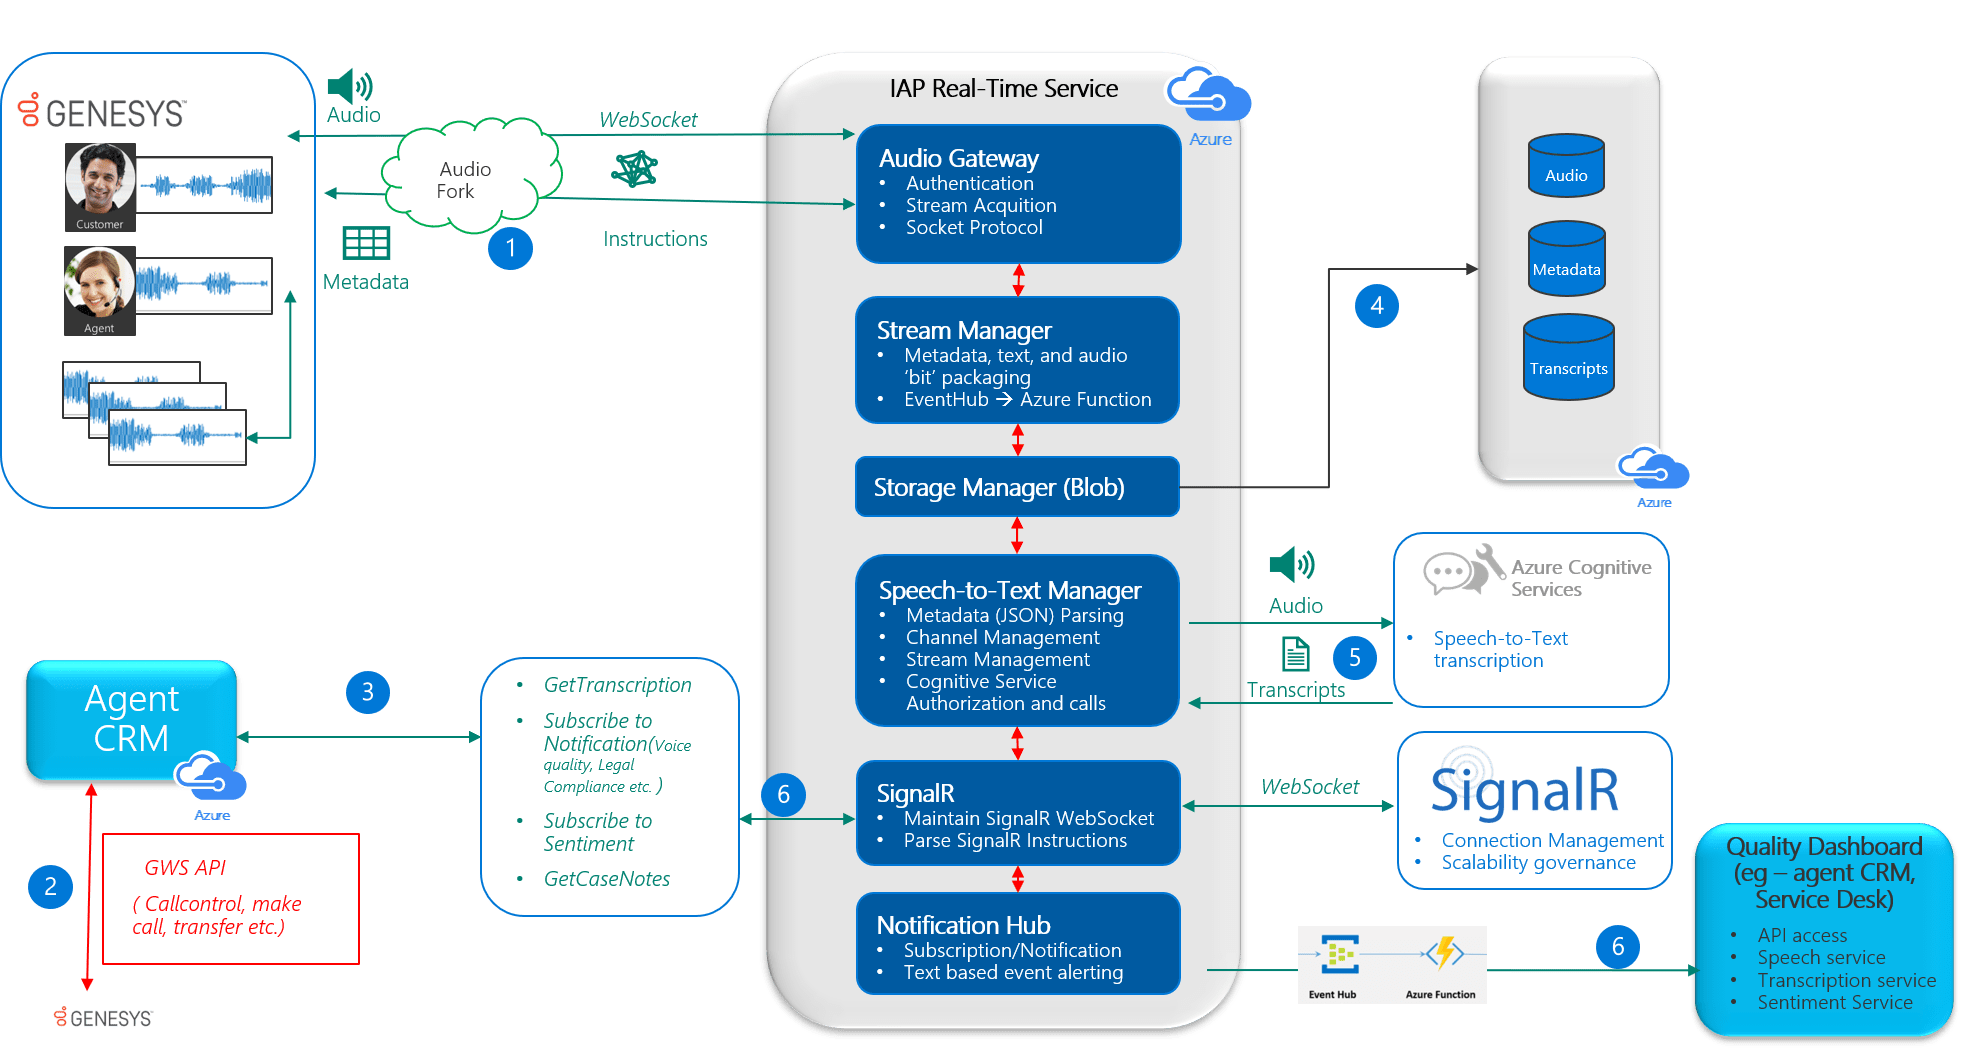 GENESYS™
Customer
Agent
Audio
Metadata
Audio
Fork
1
WebSocket
Instructions
IAP Real-Time Service
Azure
Audio Gateway
• Authentication
• Stream Acquition
• Socket Protocol
Stream Manager
• Metadata, text, and audio
‘bit’ packaging
• EventHub → Azure Function
Storage Manager (Blob)
Speech-to-Text Manager
• Metadata (JSON) Parsing
• Channel Management
• Stream Management
• Cognitive Service
Authorization and calls
SignalR
• Maintain SignalR WebSocket
• Parse SignalR Instructions
Notification Hub
• Subscription/Notification
• Text based event alerting
4
Audio
Metadata
Transcripts
Azure
Audio
5
Transcripts
Azure Cognitive
Services
• Speech-to-Text
transcription
WebSocket
SignalR
• Connection Management
• Scalability governance
Agent
CRM
Azure
3
• GetTranscription
• Subscribe to
Notification(Voice
quality, Legal
Compliance etc. )
• Subscribe to
Sentiment
• GetCaseNotes
6
2
GWS API
( Callcontrol, make
call, transfer etc.)
GENESYS™
Event Hub
Azure Function
6
Quality Dashboard
(eg – agent CRM,
Service Desk)
• API access
• Speech service
• Transcription service
• Sentiment Service